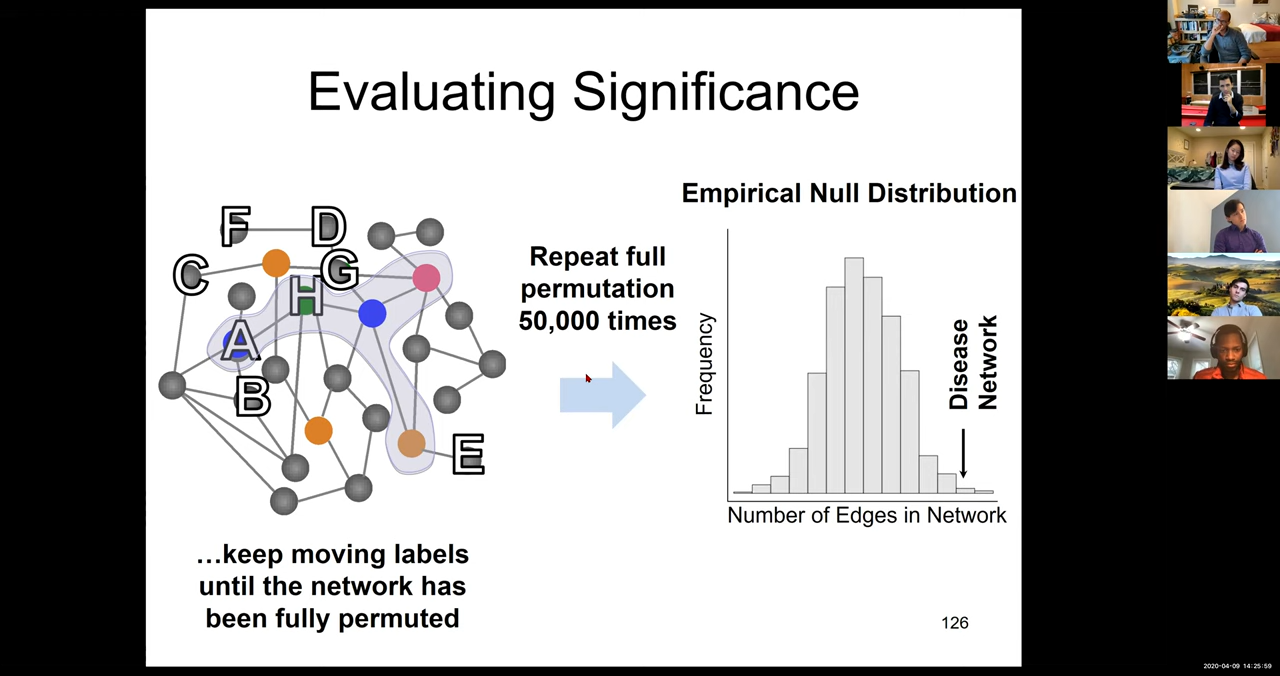 Evaluating Significance
Empirical Null Distribution
F
D
C
G
H
A
B
E
Repeat full
permutation
50,000 times
Frequency
Disease
Network
Number of Edges in Network
…keep moving labels
until the network has
been fully permuted
126
2020-04-09 14:25:59